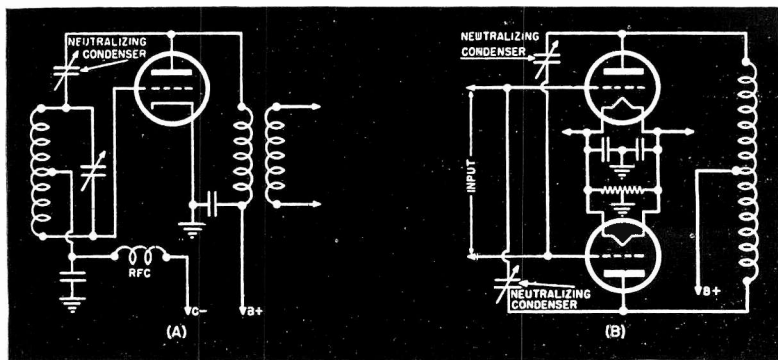 NEUTRALIZING
CONDENSER
RFC
C-
B+
(A)
NEUTRALIZING
CONDENSER
INPUT
NEUTRALIZING
CONDENSER
B+
(B)